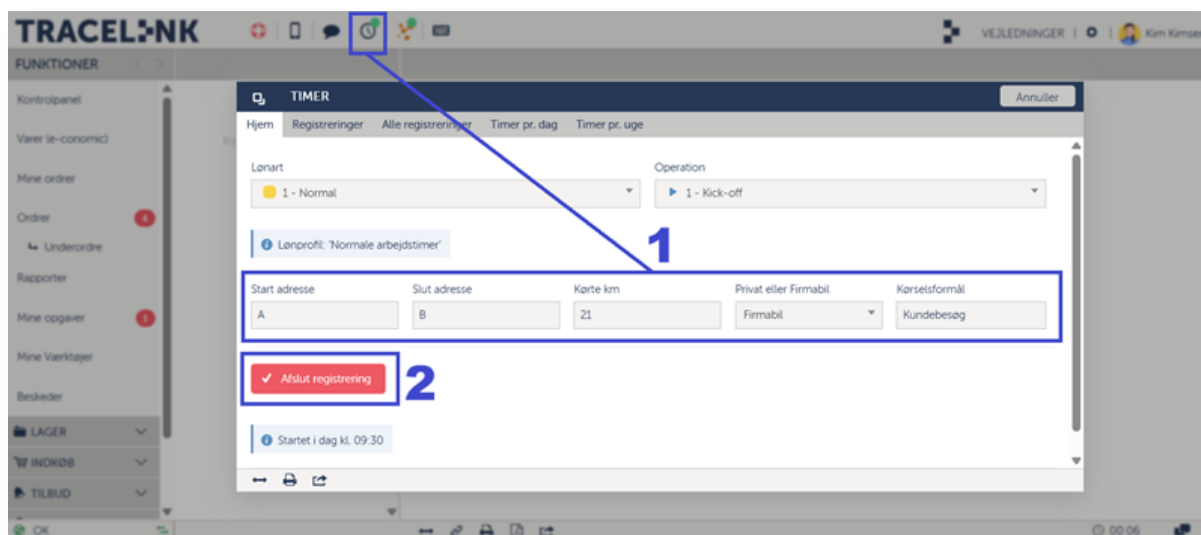 TRACELINK
VEJLEDNINGER
Kim Kimsen
FUNKTIONER
Kontrolpanel
Varer (e-conomic)
Mine ordrer
Ordrer 4
Underordre
Rapporter
Mine opgaver 1
Mine Værktøjer
Beskeder
LAGER
INDKØB
TILBUD
OK
TIMER
Annuller
Hjem Registreringer Alle registreringer Timer pr. dag Timer pr. uge
Lønart Operation
1 - Normal 1 - Kick-off
Lønprofil: 'Normale arbejdstimer'
1
Start adresse Slut adresse Kørte km Privat eller Firmabil Kørselsformål
A B 21 Firmabil Kundebesøg
Afslut registrering
2
Startet i dag kl. 09:30
00:06